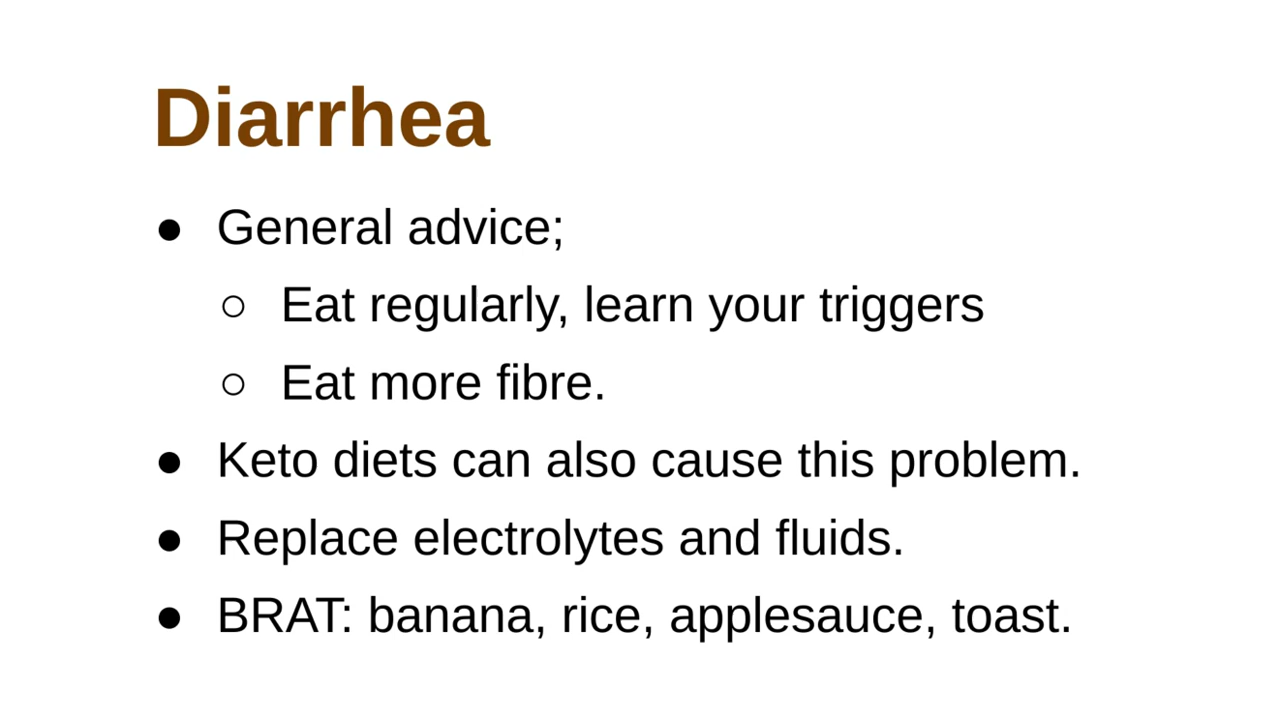 Diarrhea
● General advice;
○ Eat regularly, learn your triggers
○ Eat more fibre.
● Keto diets can also cause this problem.
● Replace electrolytes and fluids.
● BRAT: banana, rice, applesauce, toast.